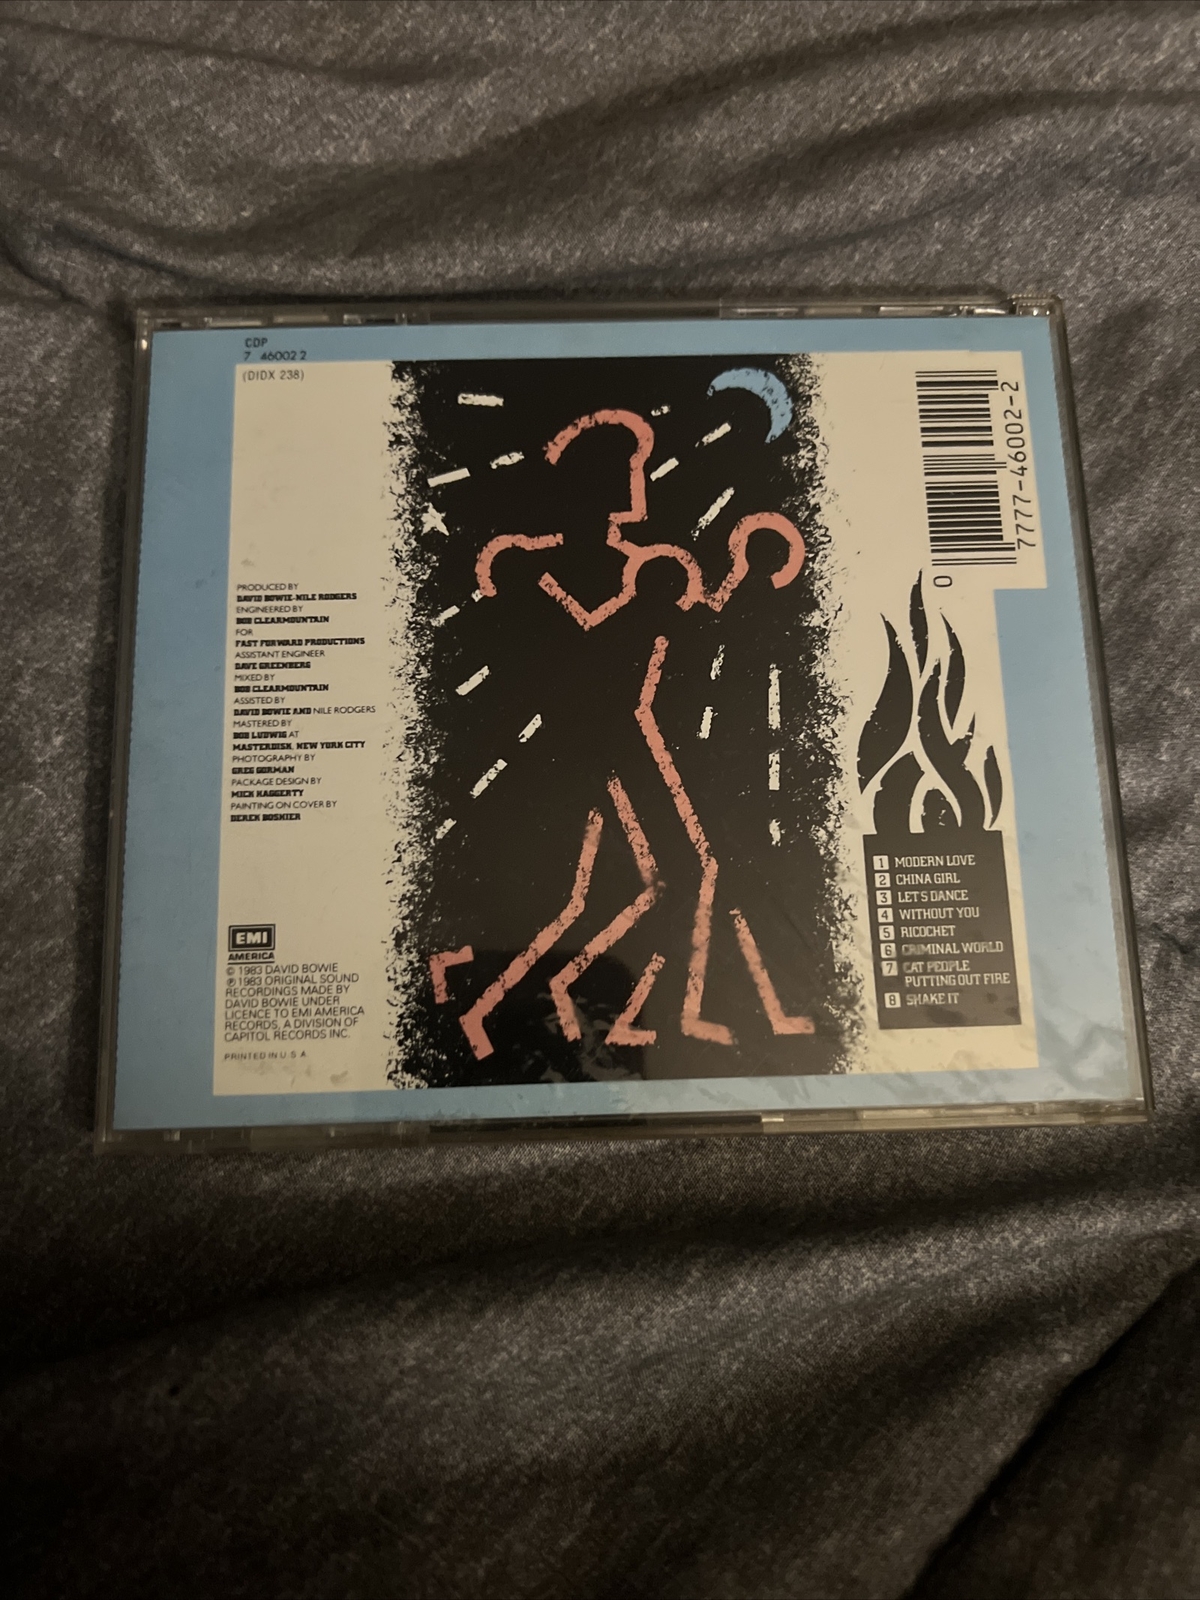 CDP
7 46002 2
(DIDX 238)
PRODUCED BY
DAVID BOWIE-NILE RODGERS
ENGINEERED BY
BOB CLEARMOUNTAIN
FOR
FAST FORWARD PRODUCTIONS
ASSISTANT ENGINEER
DAVE GREENBERG
MIXED BY
BOB CLEARMOUNTAIN
ASSISTED BY
DAVID BOWIE AND NILE RODGERS
MASTERED BY
BOB LUDWIG AT
MASTERDISK, NEW YORK CITY
PHOTOGRAPHY BY
GREG GORMAN
PACKAGE DESIGN BY
MICK HAGGERTY
PAINTING ON COVER BY
DEREK BOSHIER
EMI
AMERICA
© 1983 DAVID BOWIE
℗ 1983 ORIGINAL SOUND
RECORDINGS MADE BY
DAVID BOWIE UNDER
LICENCE TO EMI AMERICA
RECORDS, A DIVISION OF
CAPITOL RECORDS INC.
PRINTED IN U.S.A.
0 7777-46002-2
1 MODERN LOVE
2 CHINA GIRL
3 LET'S DANCE
4 WITHOUT YOU
5 RICOCHET
6 CRIMINAL WORLD
7 CAT PEOPLE
PUTTING OUT FIRE
8 SHAKE IT